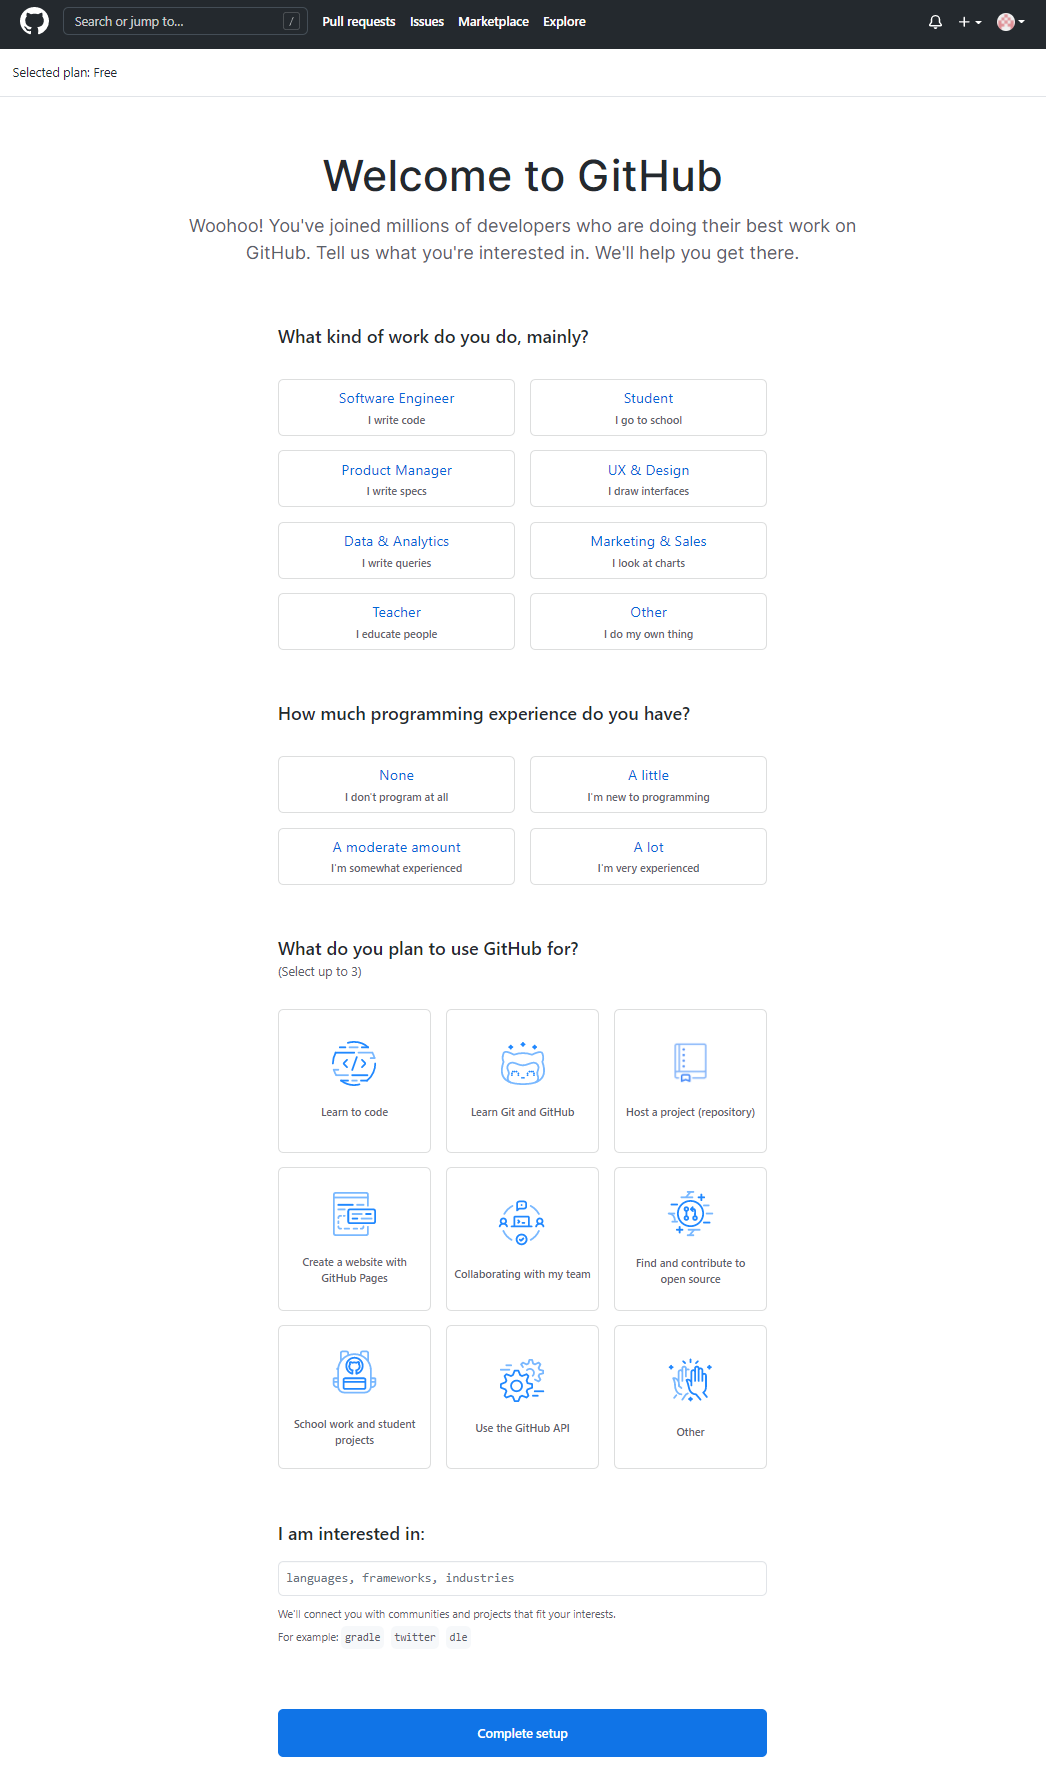 Search or jump to...
/
Pull requests
Issues
Marketplace
Explore
Selected plan: Free
Welcome to GitHub
Woohoo! You've joined millions of developers who are doing their best work on
GitHub. Tell us what you're interested in. We'll help you get there.
What kind of work do you do, mainly?
Software Engineer
I write code
Student
I go to school
Product Manager
I write specs
UX & Design
I draw interfaces
Data & Analytics
I write queries
Marketing & Sales
I look at charts
Teacher
I educate people
Other
I do my own thing
How much programming experience do you have?
None
I don't program at all
A little
I'm new to programming
A moderate amount
I'm somewhat experienced
A lot
I'm very experienced
What do you plan to use GitHub for?
(Select up to 3)
Learn to code
Learn Git and GitHub
Host a project (repository)
Create a website with
GitHub Pages
Collaborating with my team
Find and contribute to
open source
School work and student
projects
Use the GitHub API
Other
I am interested in:
languages, frameworks, industries
We'll connect you with communities and projects that fit your interests.
For example: gradle twitter dle
Complete setup